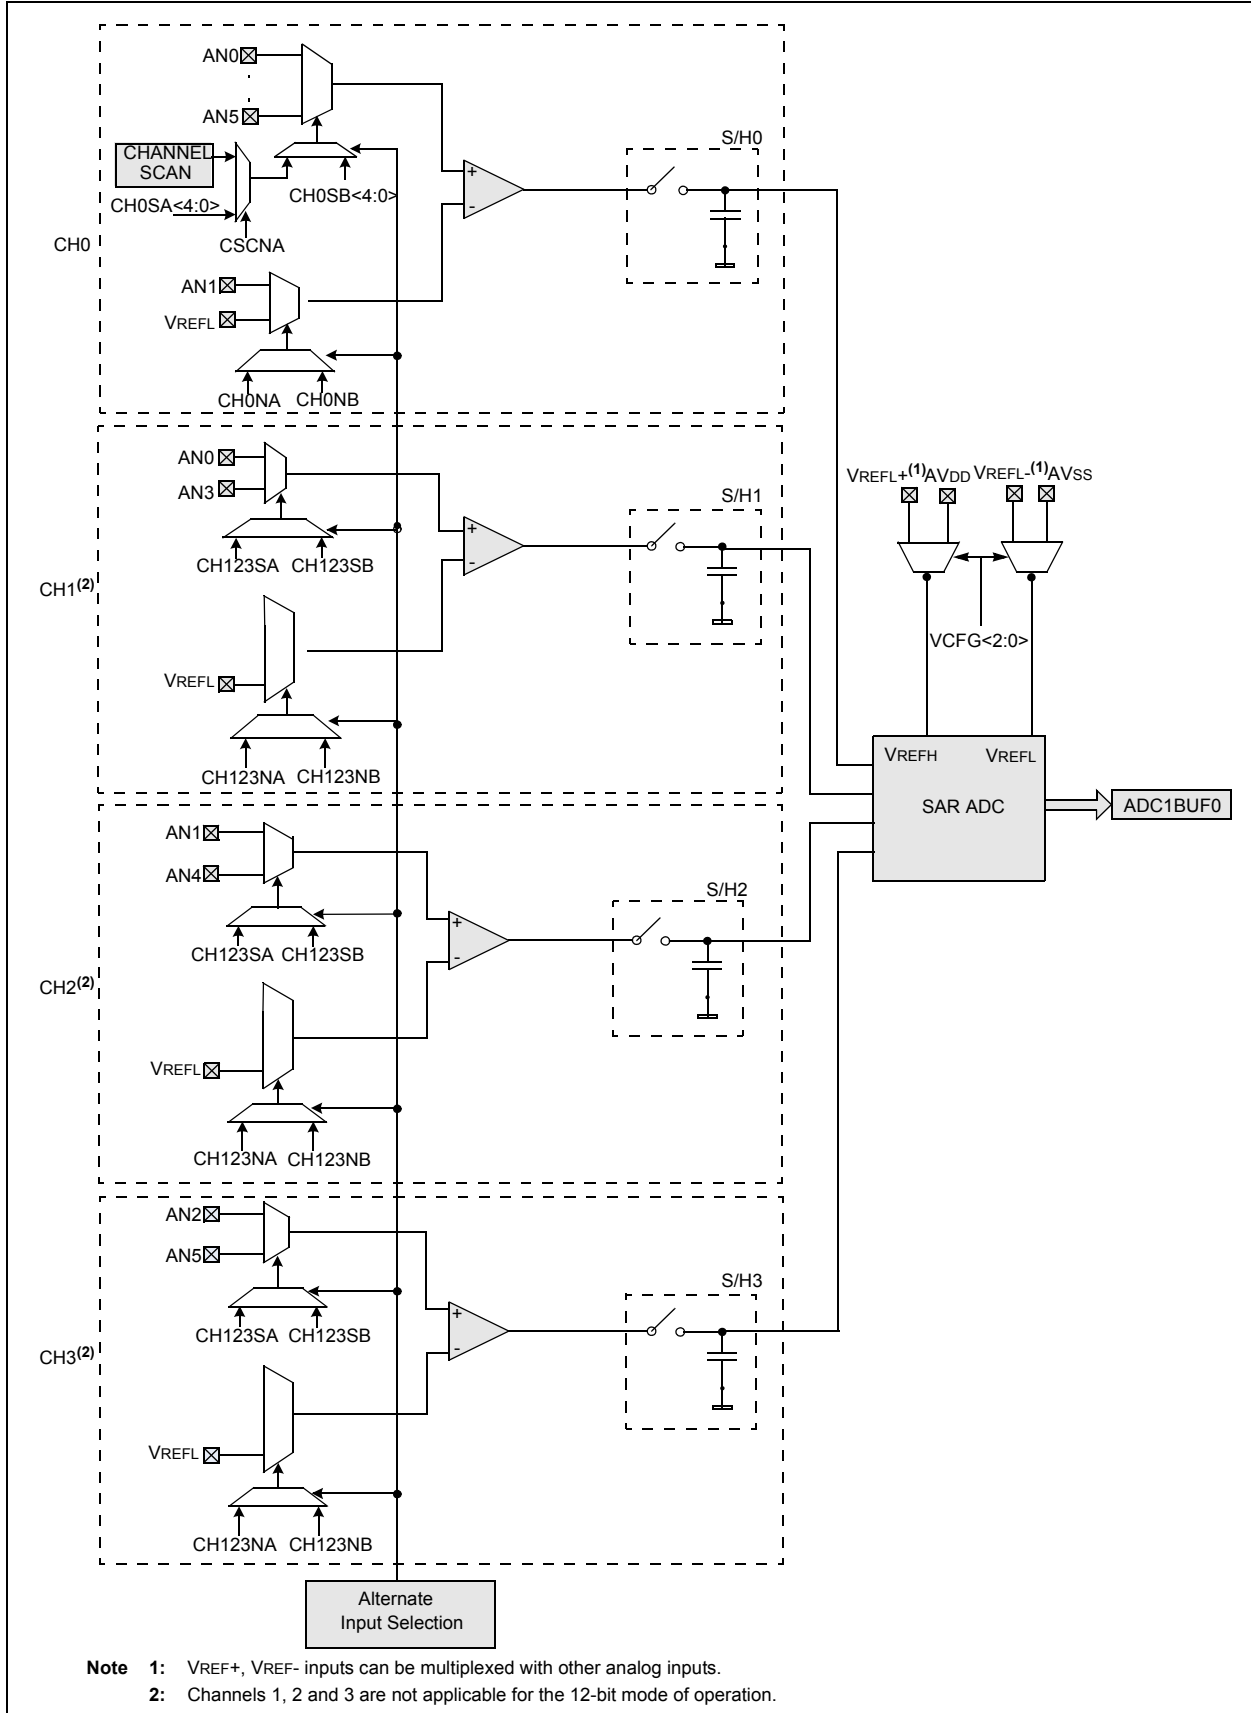 AN0
AN5
CHANNEL
SCAN
CH0SA<4:0>
CSCNA
CH0SB<4:0>
CH0
AN1
VREFL
CH0NA CH0NB
S/H0
+
-
AN0
AN3
CH123SA CH123SB
CH1(2)
VREFL
CH123NA CH123NB
S/H1
+
-
VREFL+(1)AVDD VREFL-(1)AVSS
VCFG<2:0>
VREFH VREFL
SAR ADC
ADC1BUF0
AN1
AN4
CH123SA CH123SB
CH2(2)
VREFL
CH123NA CH123NB
S/H2
+
-
AN2
AN5
CH123SA CH123SB
CH3(2)
VREFL
CH123NA CH123NB
S/H3
+
-
Alternate
Input Selection
Note 1: VREF+, VREF- inputs can be multiplexed with other analog inputs.
2: Channels 1, 2 and 3 are not applicable for the 12-bit mode of operation.